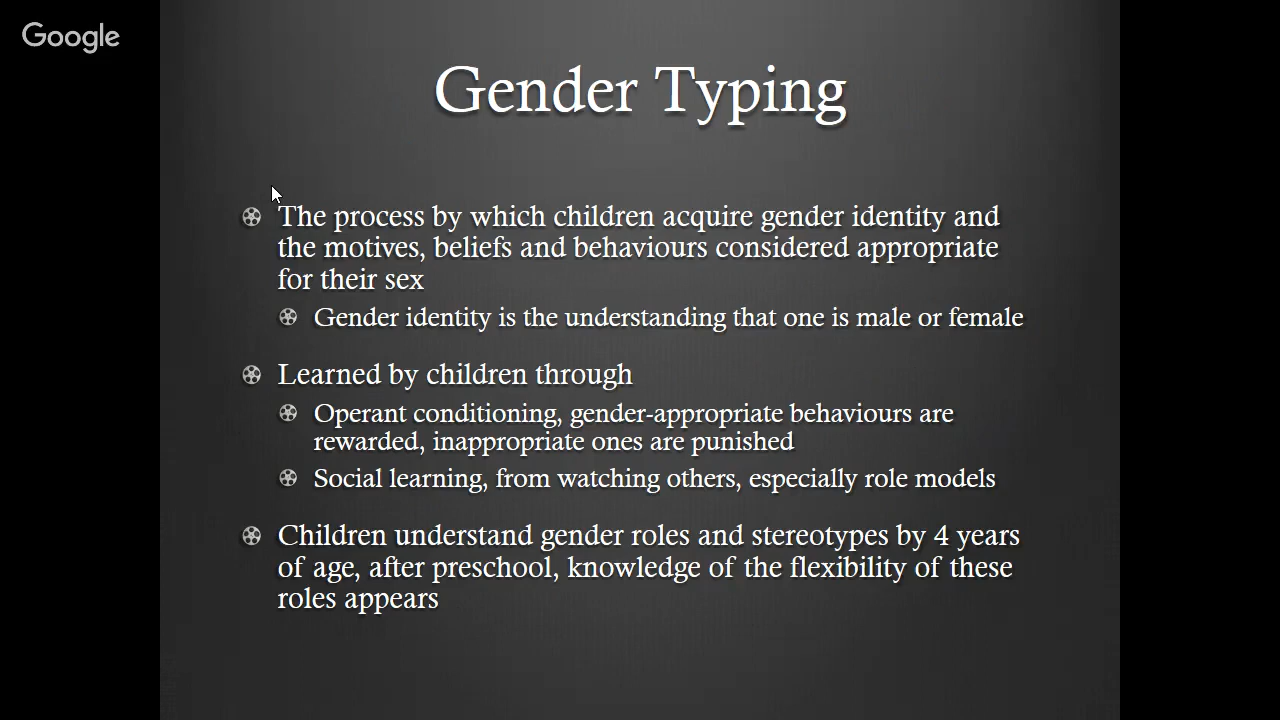 Google
Gender Typing
The process by which children acquire gender identity and
the motives, beliefs and behaviours considered appropriate
for their sex
Gender identity is the understanding that one is male or female
Learned by children through
Operant conditioning, gender-appropriate behaviours are
rewarded, inappropriate ones are punished
Social learning, from watching others, especially role models
Children understand gender roles and stereotypes by 4 years
of age, after preschool, knowledge of the flexibility of these
roles appears